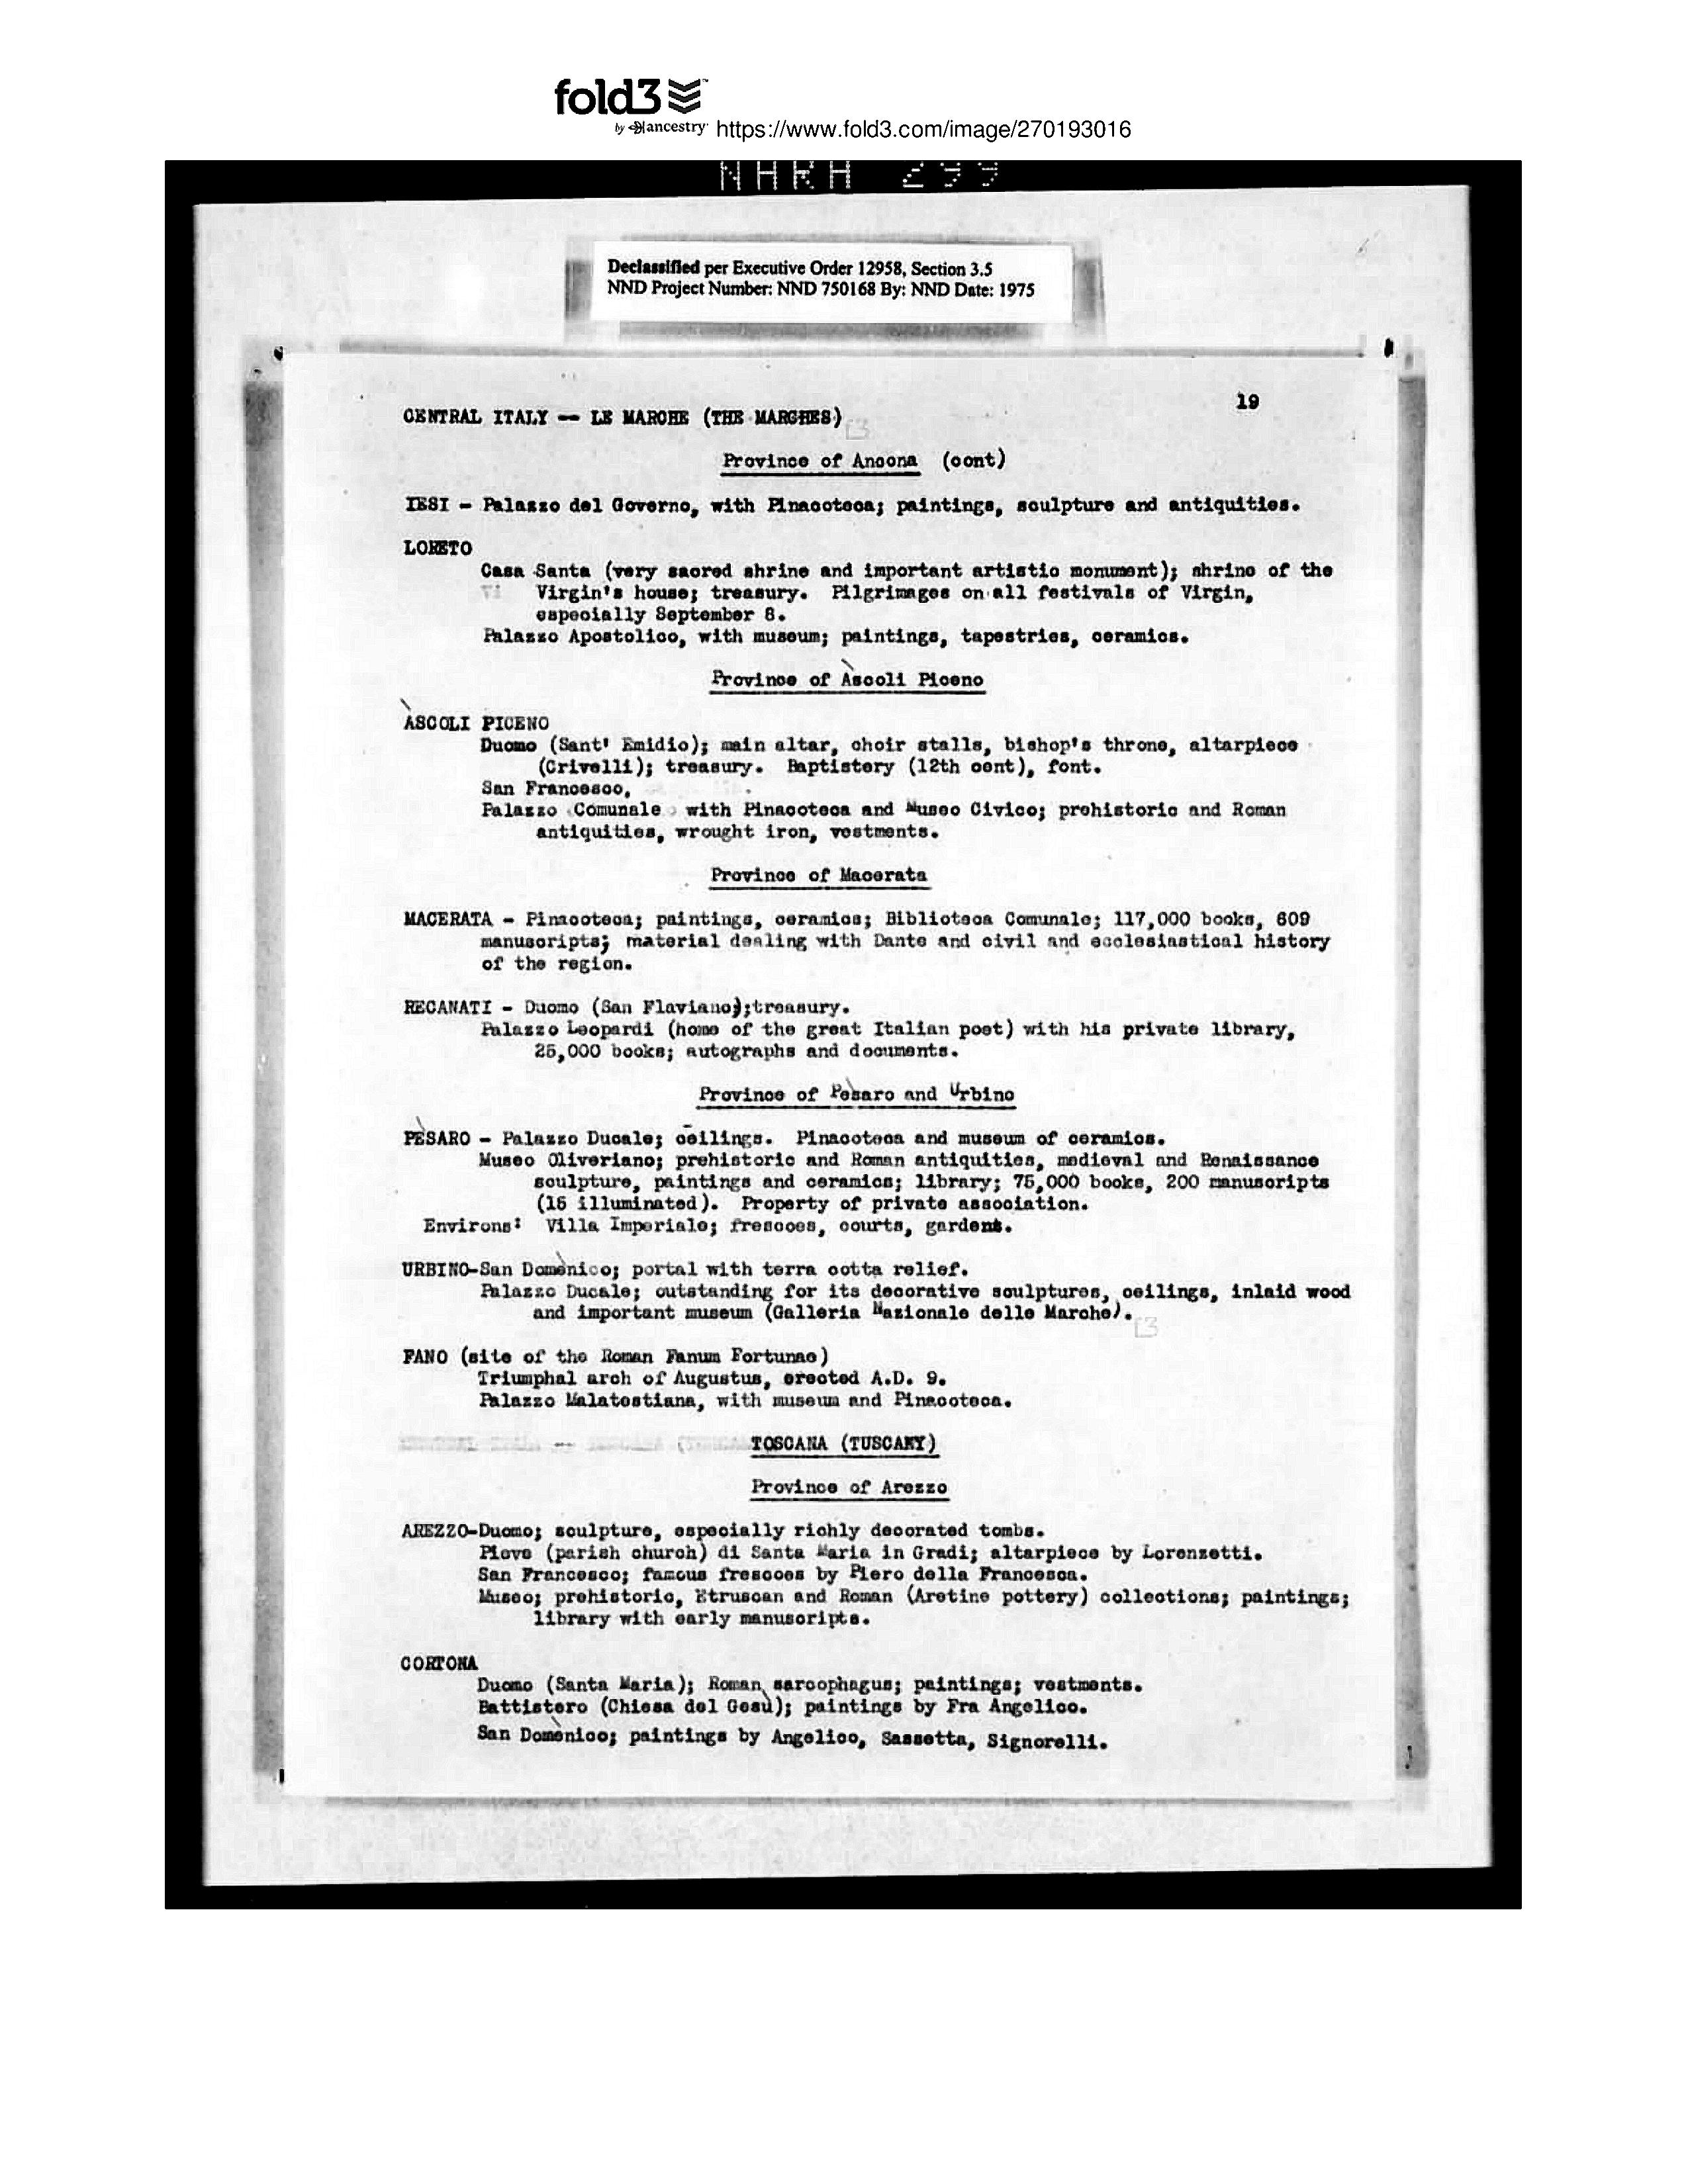 fold3
by ancestry https://www.fold3.com/image/270193016
Declassified per Executive Order 12958, Section 3.5
NND Project Number: NND 750168 By: NND Date: 1975
19
CENTRAL ITALY -- LE MARCHE (THE MARCHES)
Province of Ancona (cont)
IESI - Palazzo del Governo, with Pinacoteca; paintings, sculpture and antiquities.
LORETO
Casa Santa (very sacred shrine and important artistic monument); shrine of the
Virgin's house; treasury. Pilgrimages on all festivals of Virgin,
especially September 8.
Palazzo Apostolico, with museum; paintings, tapestries, ceramics.
Province of Àscoli Piceno
ÀSCOLI PICENO
Duomo (Sant' Emidio); main altar, choir stalls, bishop's throne, altarpiece
(Crivelli); treasury. Baptistery (12th cent), font.
San Francesco,
Palazzo Comunale with Pinacoteca and Museo Civico; prehistoric and Roman
antiquities, wrought iron, vestments.
Province of Macerata
MACERATA - Pinacoteca; paintings, ceramics; Biblioteca Comunale; 117,000 books, 609
manuscripts; material dealing with Dante and civil and ecclesiastical history
of the region.
RECANATI - Duomo (San Flaviano);treasury.
Palazzo Leopardi (home of the great Italian poet) with his private library,
25,000 books; autographs and documents.
Province of Pèsaro and Urbino
PÈSARO - Palazzo Ducale; ceilings. Pinacoteca and museum of ceramics.
Museo Oliveriano; prehistoric and Roman antiquities, medieval and Renaissance
sculpture, paintings and ceramics; library; 75,000 books, 200 manuscripts
(15 illuminated). Property of private association.
Environs: Villa Imperiale; frescoes, courts, gardens.
URBINO-San Domènico; portal with terra cotta relief.
Palazzo Ducale; outstanding for its decorative sculptures, ceilings, inlaid wood
and important museum (Galleria Nazionale delle Marche).
FANO (site of the Roman Fanum Fortunae)
Triumphal arch of Augustus, erected A.D. 9.
Palazzo Malatestiana, with museum and Pinacoteca.
TOSCANA (TUSCANY)
Province of Arezzo
AREZZO-Duomo; sculpture, especially richly decorated tombs.
Pieve (parish church) di Santa Maria in Gradi; altarpiece by Lorenzetti.
San Francesco; famous frescoes by Piero della Francesca.
Museo; prehistoric, Etruscan and Roman (Aretine pottery) collections; paintings;
library with early manuscripts.
CORTONA
Duomo (Santa Maria); Roman sarcophagus; paintings; vestments.
Battistero (Chiesa del Gesù); paintings by Fra Angelico.
San Domènico; paintings by Angelico, Sassetta, Signorelli.